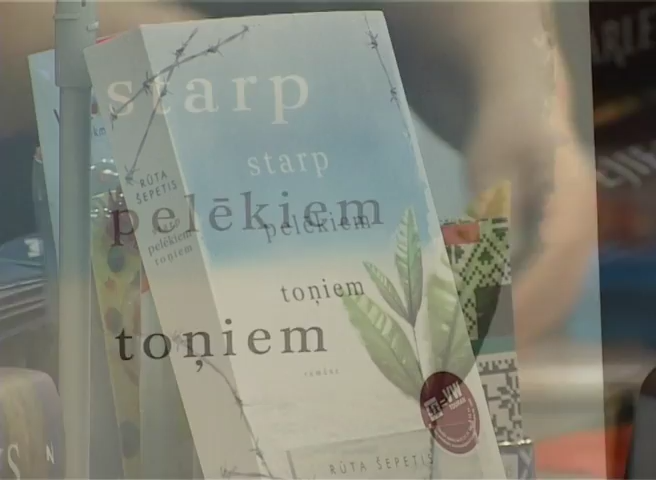 starp
starp
RŪTA
ŠEPETIS
pelēkiem
pelēkiem
starp
pelēkiem
toņiem
toņiem
toņiem
romāns
RŪTA ŠEPETIS